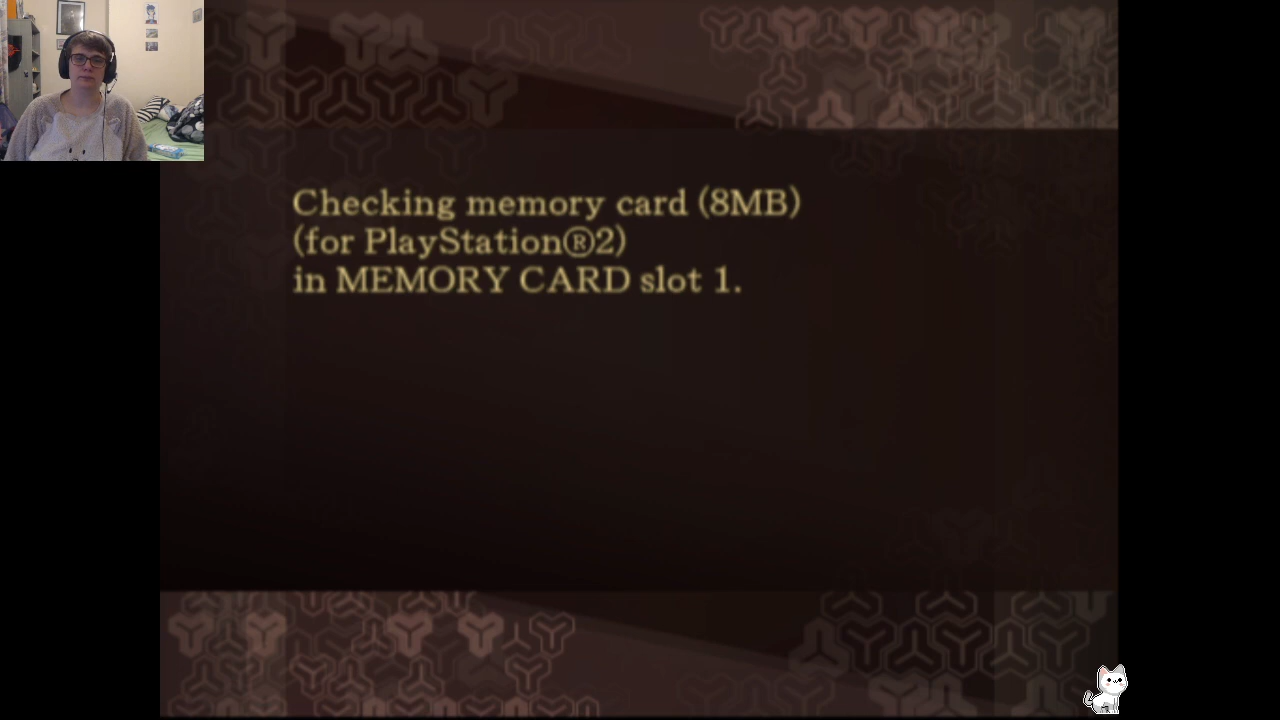 Checking memory card (8MB)
(for PlayStation®2)
in MEMORY CARD slot 1.